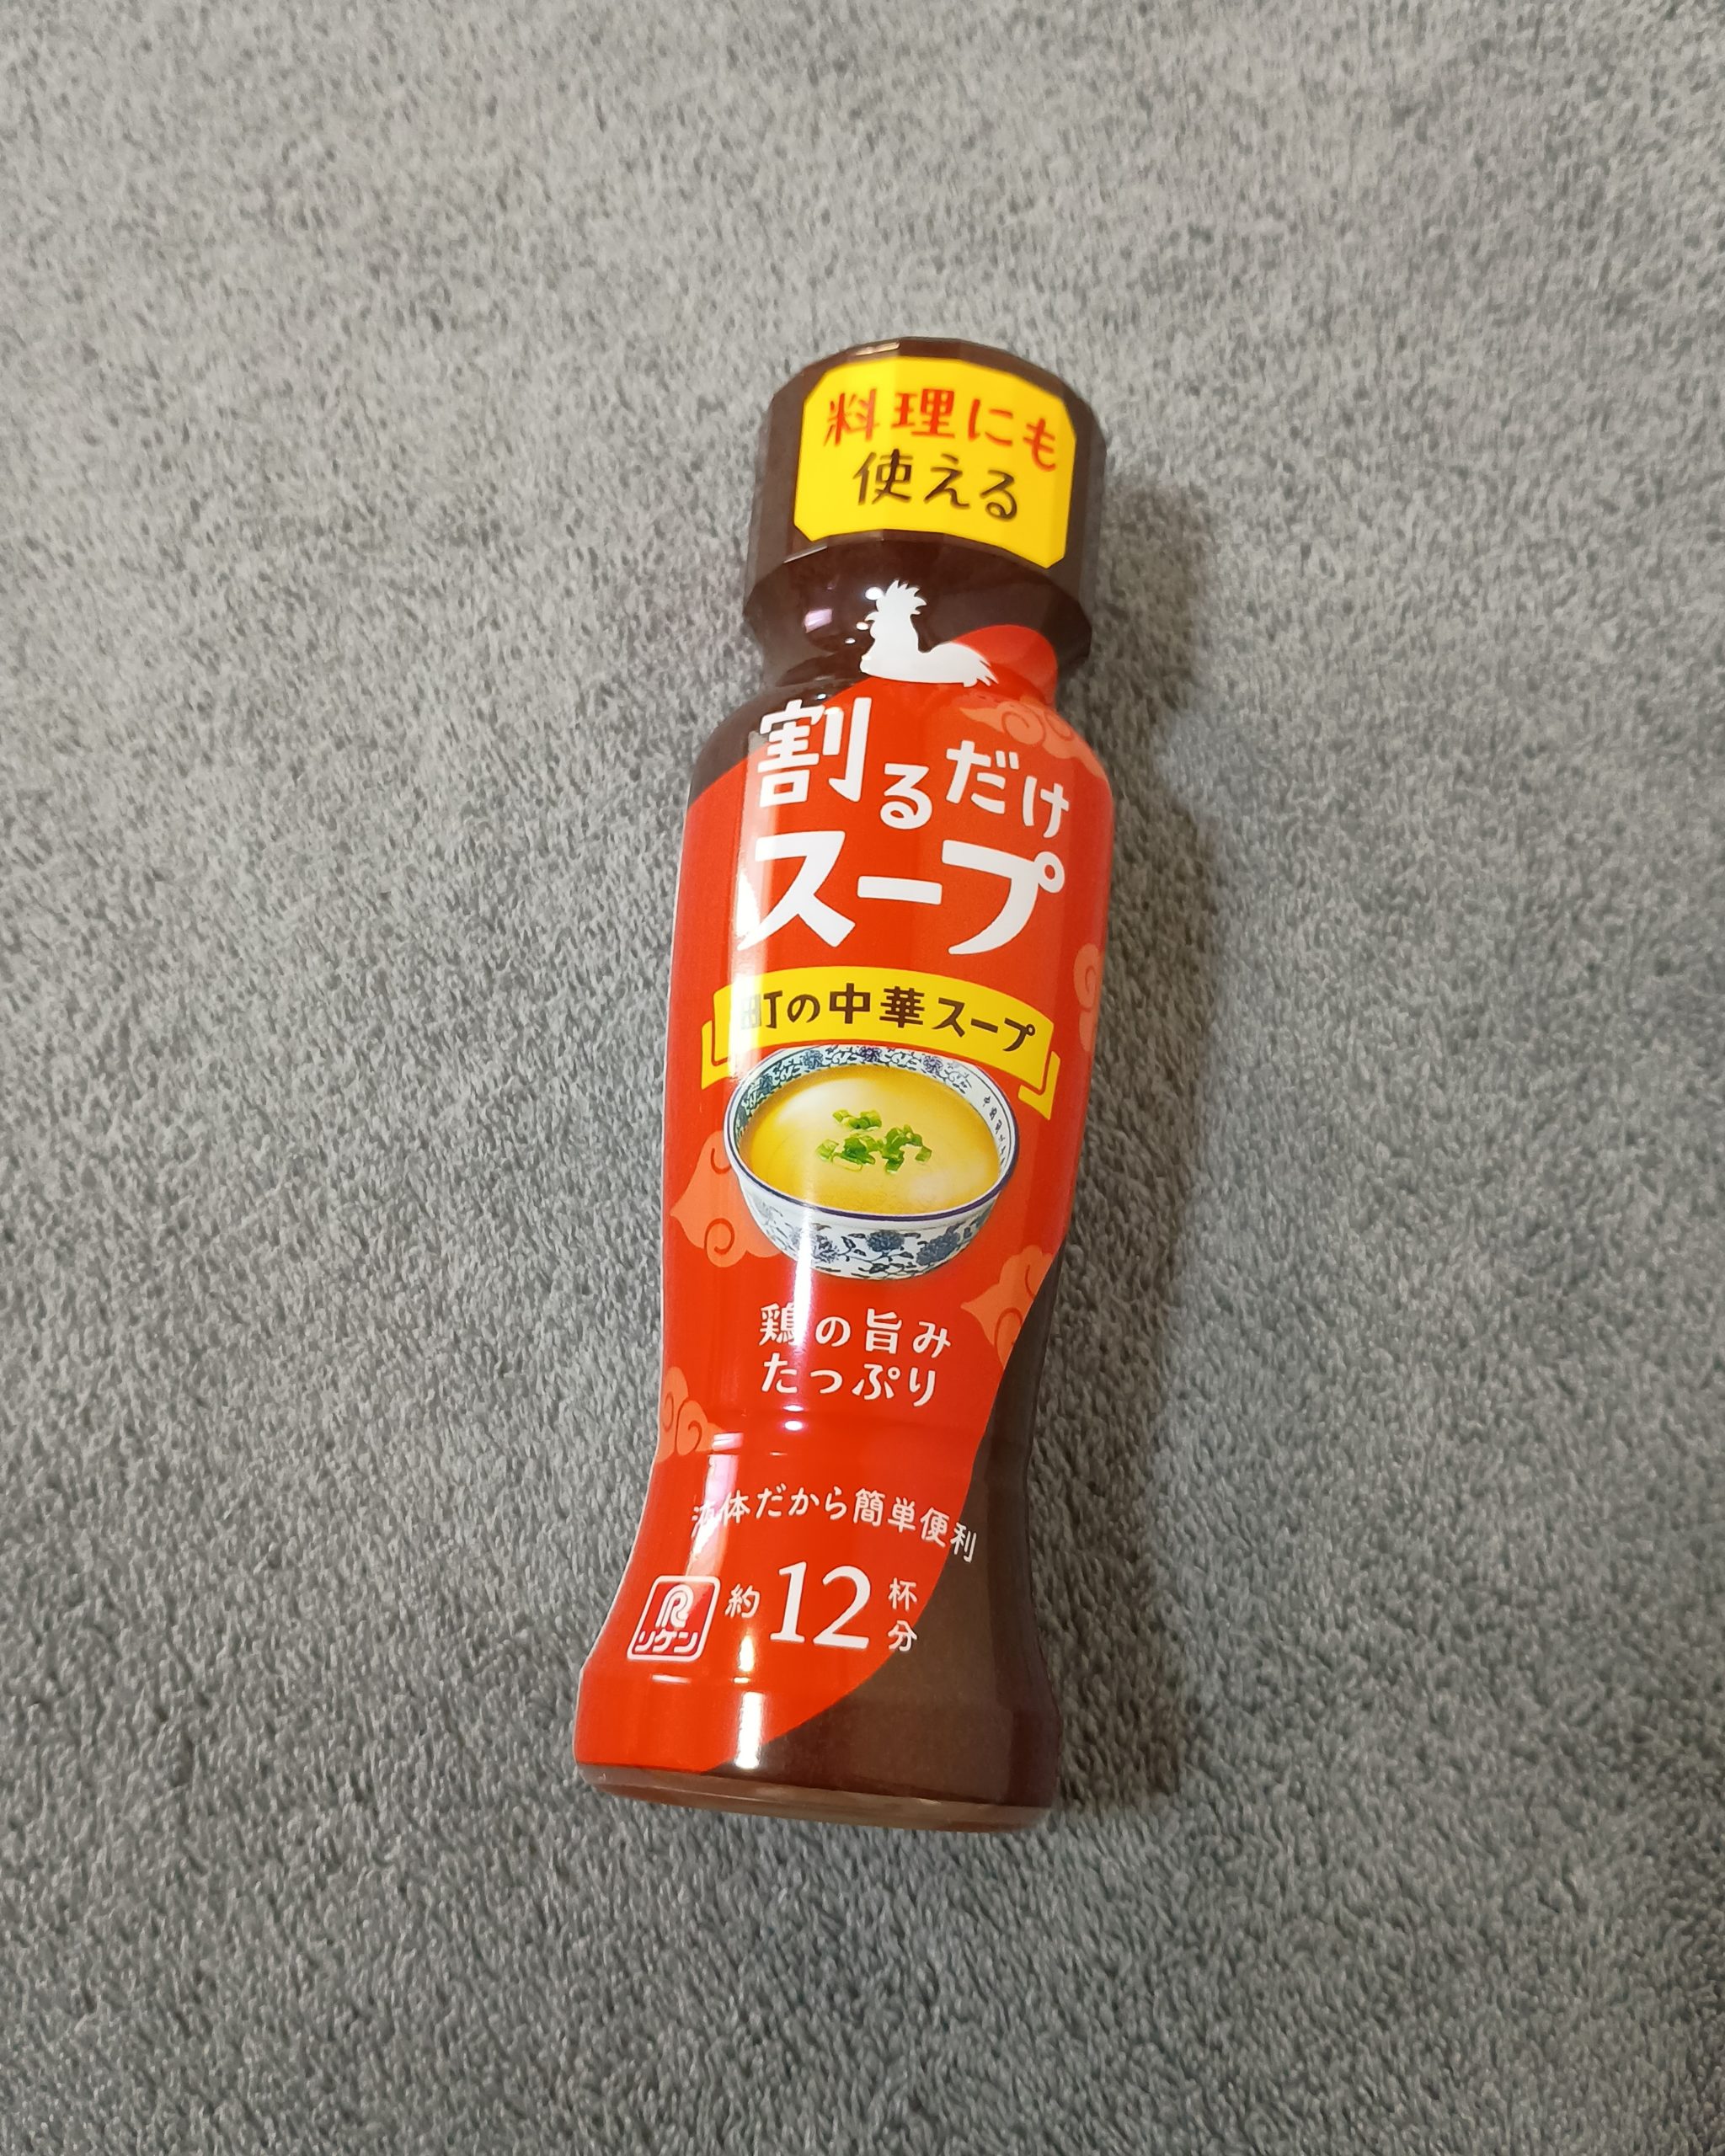 料理にも
使える
割るだけ
スープ
町の中華スープ
鶏の旨み
たっぷり
液体だから簡単便利
R
リケン
約12杯分